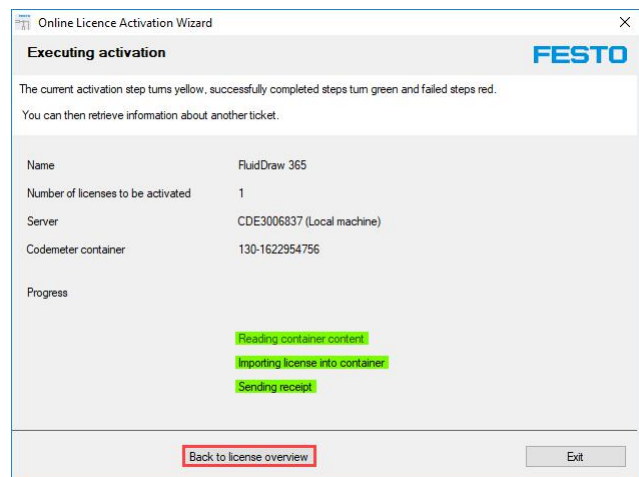 Online Licence Activation Wizard
Executing activation
FESTO
The current activation step turns yellow, successfully completed steps turn green and failed steps red.
You can then retrieve information about another ticket.
Name FluidDraw 365
Number of licenses to be activated 1
Server CDE3006837 (Local machine)
Codemeter container 130-1622954756
Progress
Reading container content
Importing license into container
Sending receipt
Back to license overview Exit